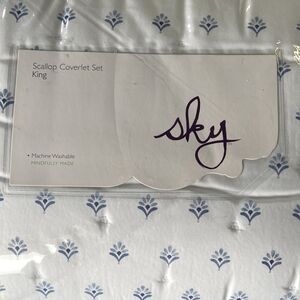 Scallop Coverlet Set
King
sky
• Machine Washable
MINDFULLY MADE